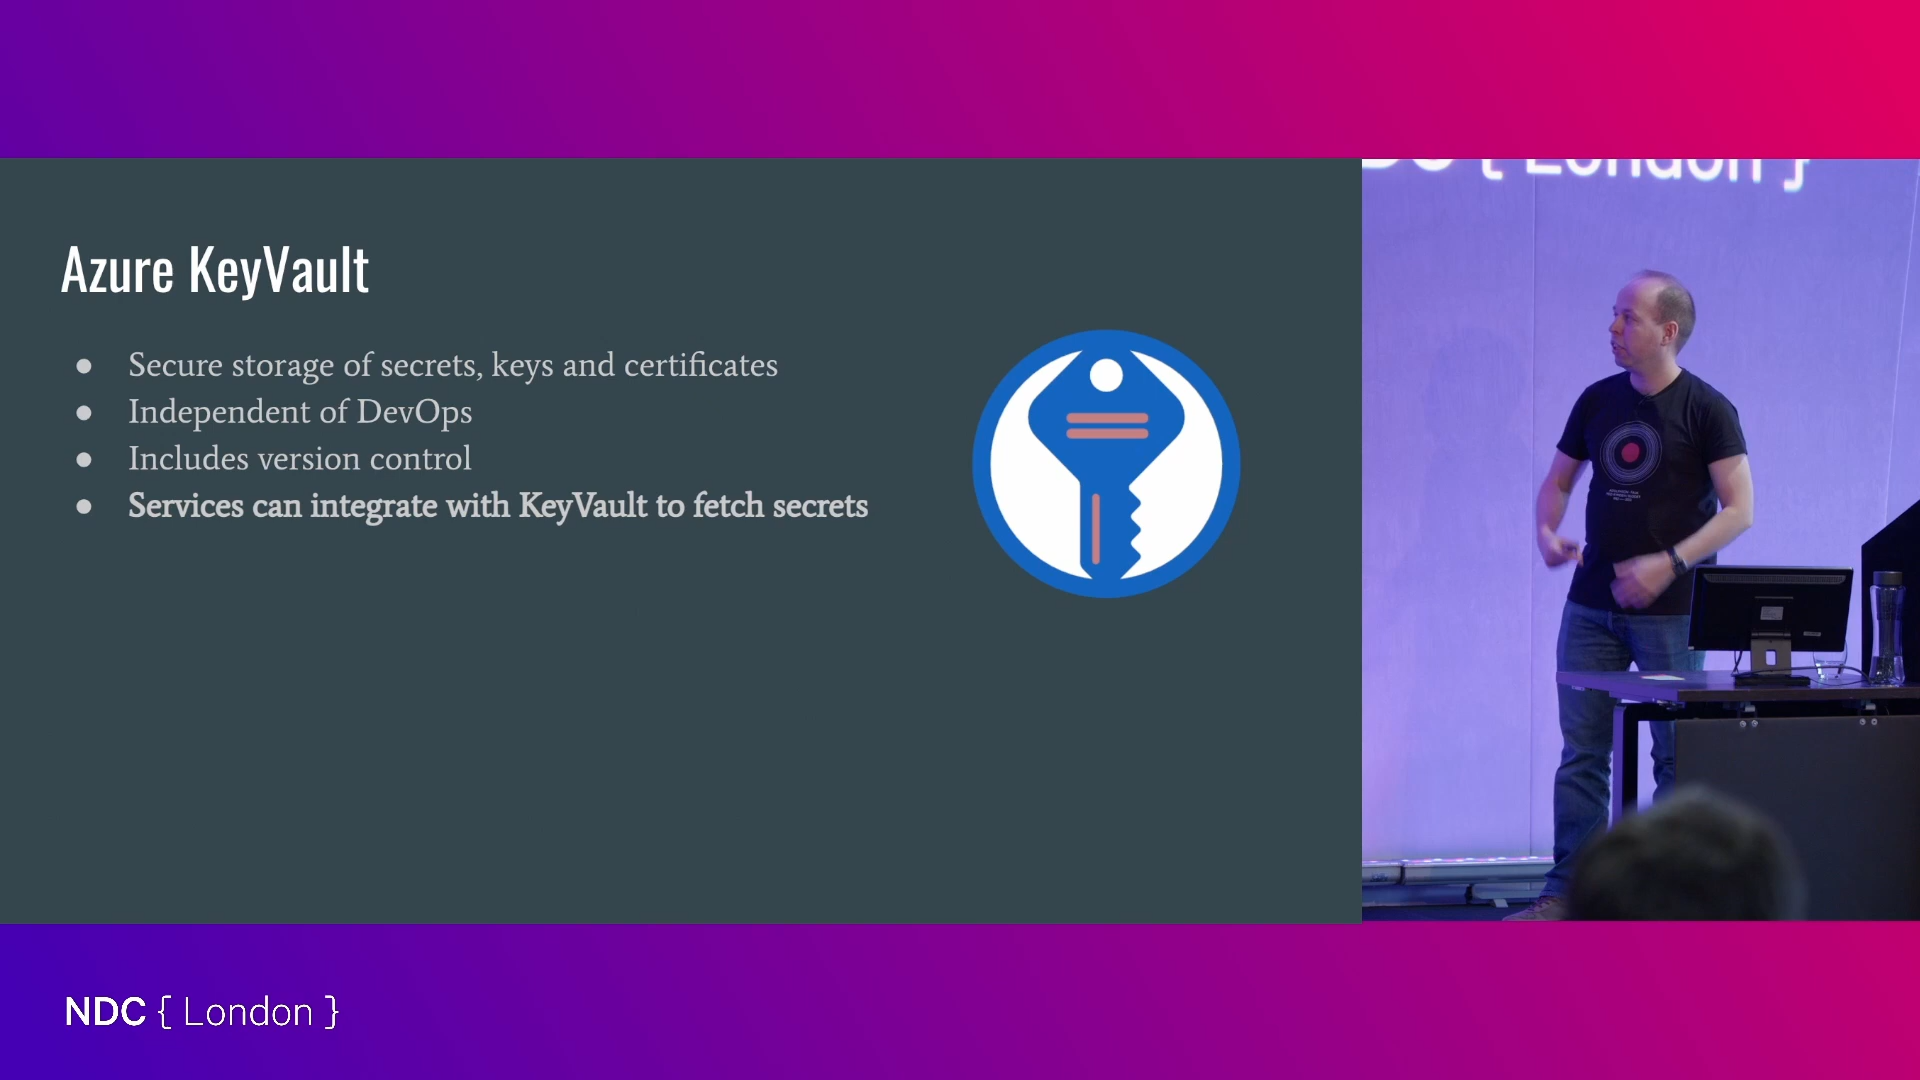 Azure KeyVault
● Secure storage of secrets, keys and certificates
● Independent of DevOps
● Includes version control
● Services can integrate with KeyVault to fetch secrets
{ London }
NDC { London }